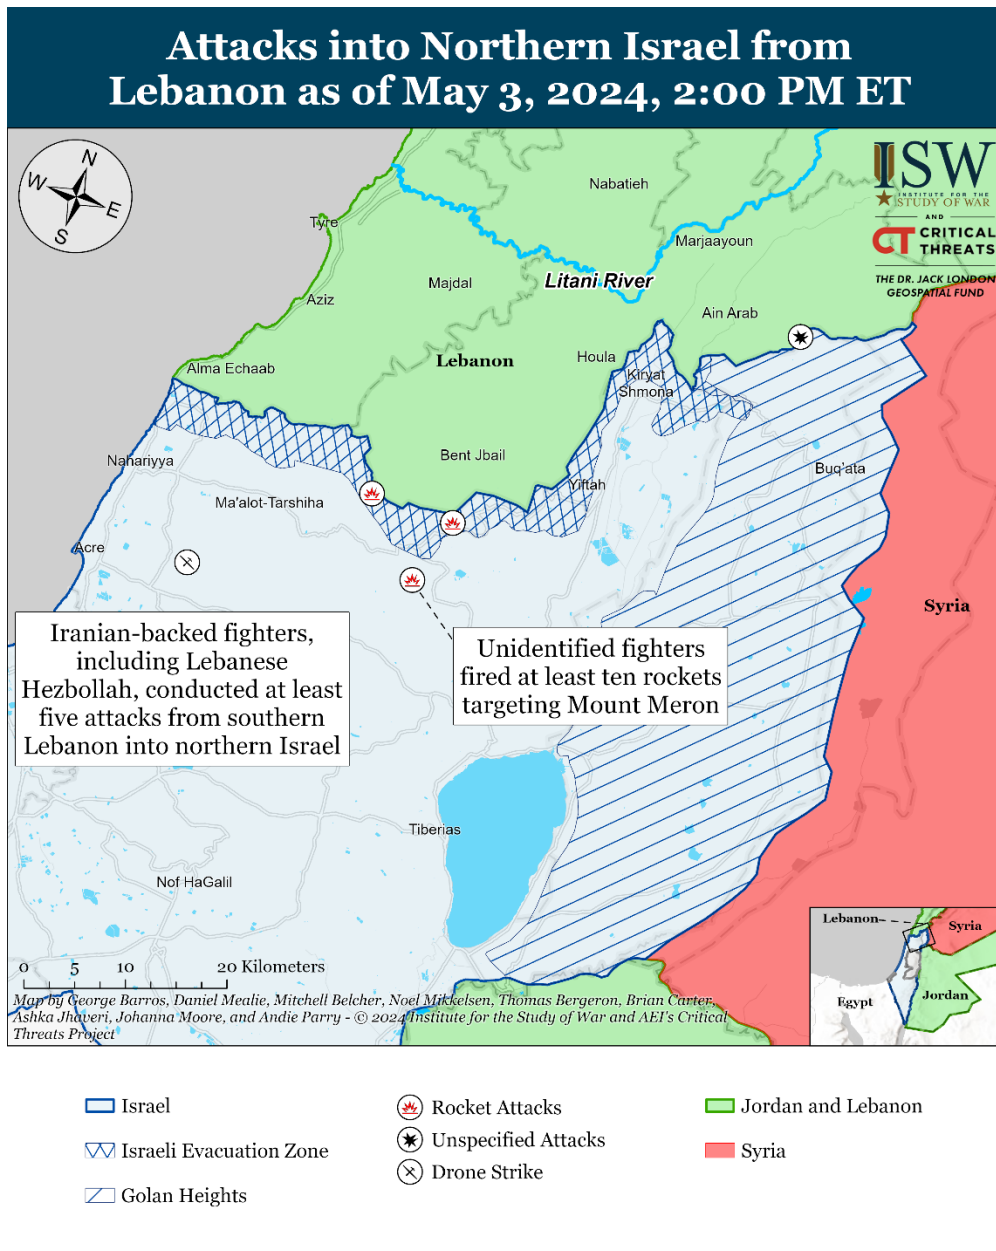 Attacks into Northern Israel from
Lebanon as of May 3, 2024, 2:00 PM ET
N
W
E
S
ISW
INSTITUTE FOR THE
STUDY OF WAR
AND
CT CRITICAL
THREATS
THE DR. JACK LONDON
GEOSPATIAL FUND
Nabatieh
Tyre
Marjaayoun
Majdal
Litani River
Aziz
Ain Arab
Houla
Lebanon
Alma Echaab
Kiryat
Shmona
Bent Jbail
Nahariyya
Buq'ata
Yiftah
Ma'alot-Tarshiha
Acre
Syria
Iranian-backed fighters,
including Lebanese
Hezbollah, conducted at least
five attacks from southern
Lebanon into northern Israel
Unidentified fighters
fired at least ten rockets
targeting Mount Meron
Tiberias
Nof HaGalil
0 5 10 20 Kilometers
Map by George Barros, Daniel Mealie, Mitchell Belcher, Noel Mikkelsen, Thomas Bergeron, Brian Carter,
Ashka Jhaveri, Johanna Moore, and Andie Parry - © 2024 Institute for the Study of War and AEI's Critical
Threats Project
Lebanon
Syria
Egypt
Jordan
Israel
Israeli Evacuation Zone
Golan Heights
Rocket Attacks
Unspecified Attacks
Drone Strike
Jordan and Lebanon
Syria